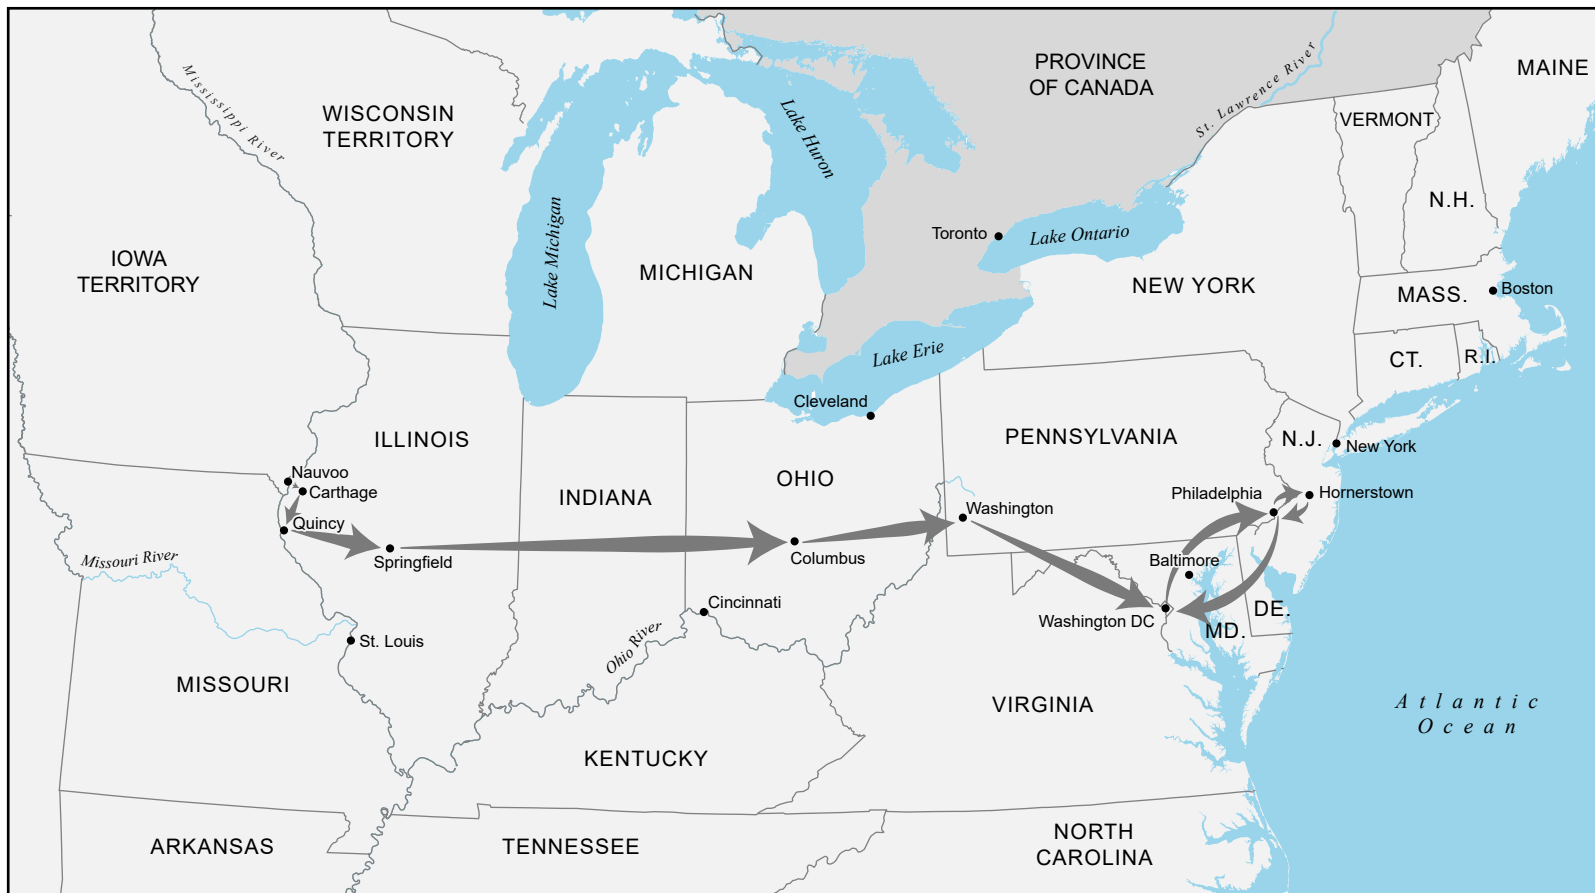 PROVINCE
OF CANADA
MAINE
Mississippi River
WISCONSIN
TERRITORY
Lake Huron
St. Lawrence River
VERMONT
N.H.
IOWA
TERRITORY
Lake Michigan
MICHIGAN
Toronto
Lake Ontario
NEW YORK
MASS.
Boston
Lake Erie
CT.
R.I.
Cleveland
ILLINOIS
PENNSYLVANIA
N.J.
New York
Nauvoo
Carthage
INDIANA
OHIO
Philadelphia
Hornerstown
Quincy
Washington
Missouri River
Springfield
Columbus
Baltimore
Cincinnati
Washington DC
DE.
MD.
St. Louis
Ohio River
MISSOURI
VIRGINIA
Atlantic
Ocean
KENTUCKY
ARKANSAS
TENNESSEE
NORTH
CAROLINA